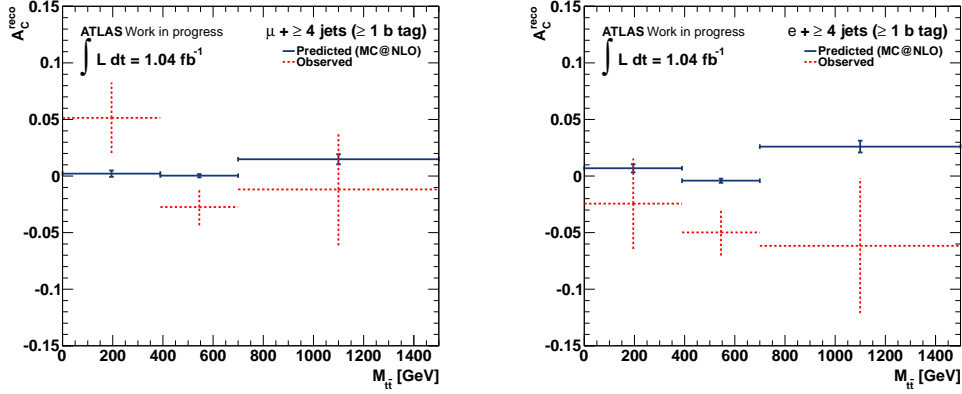 A_C^reco
ATLAS Work in progress
μ + ≥ 4 jets (≥ 1 b tag)
∫ L dt = 1.04 fb⁻¹
Predicted (MC@NLO)
Observed
0.15
0.1
0.05
0
-0.05
-0.1
-0.15
0 200 400 600 800 1000 1200 1400
M_tt̄ [GeV]
A_C^reco
ATLAS Work in progress
e + ≥ 4 jets (≥ 1 b tag)
∫ L dt = 1.04 fb⁻¹
Predicted (MC@NLO)
Observed
0.15
0.1
0.05
0
-0.05
-0.1
-0.15
0 200 400 600 800 1000 1200 1400
M_tt̄ [GeV]